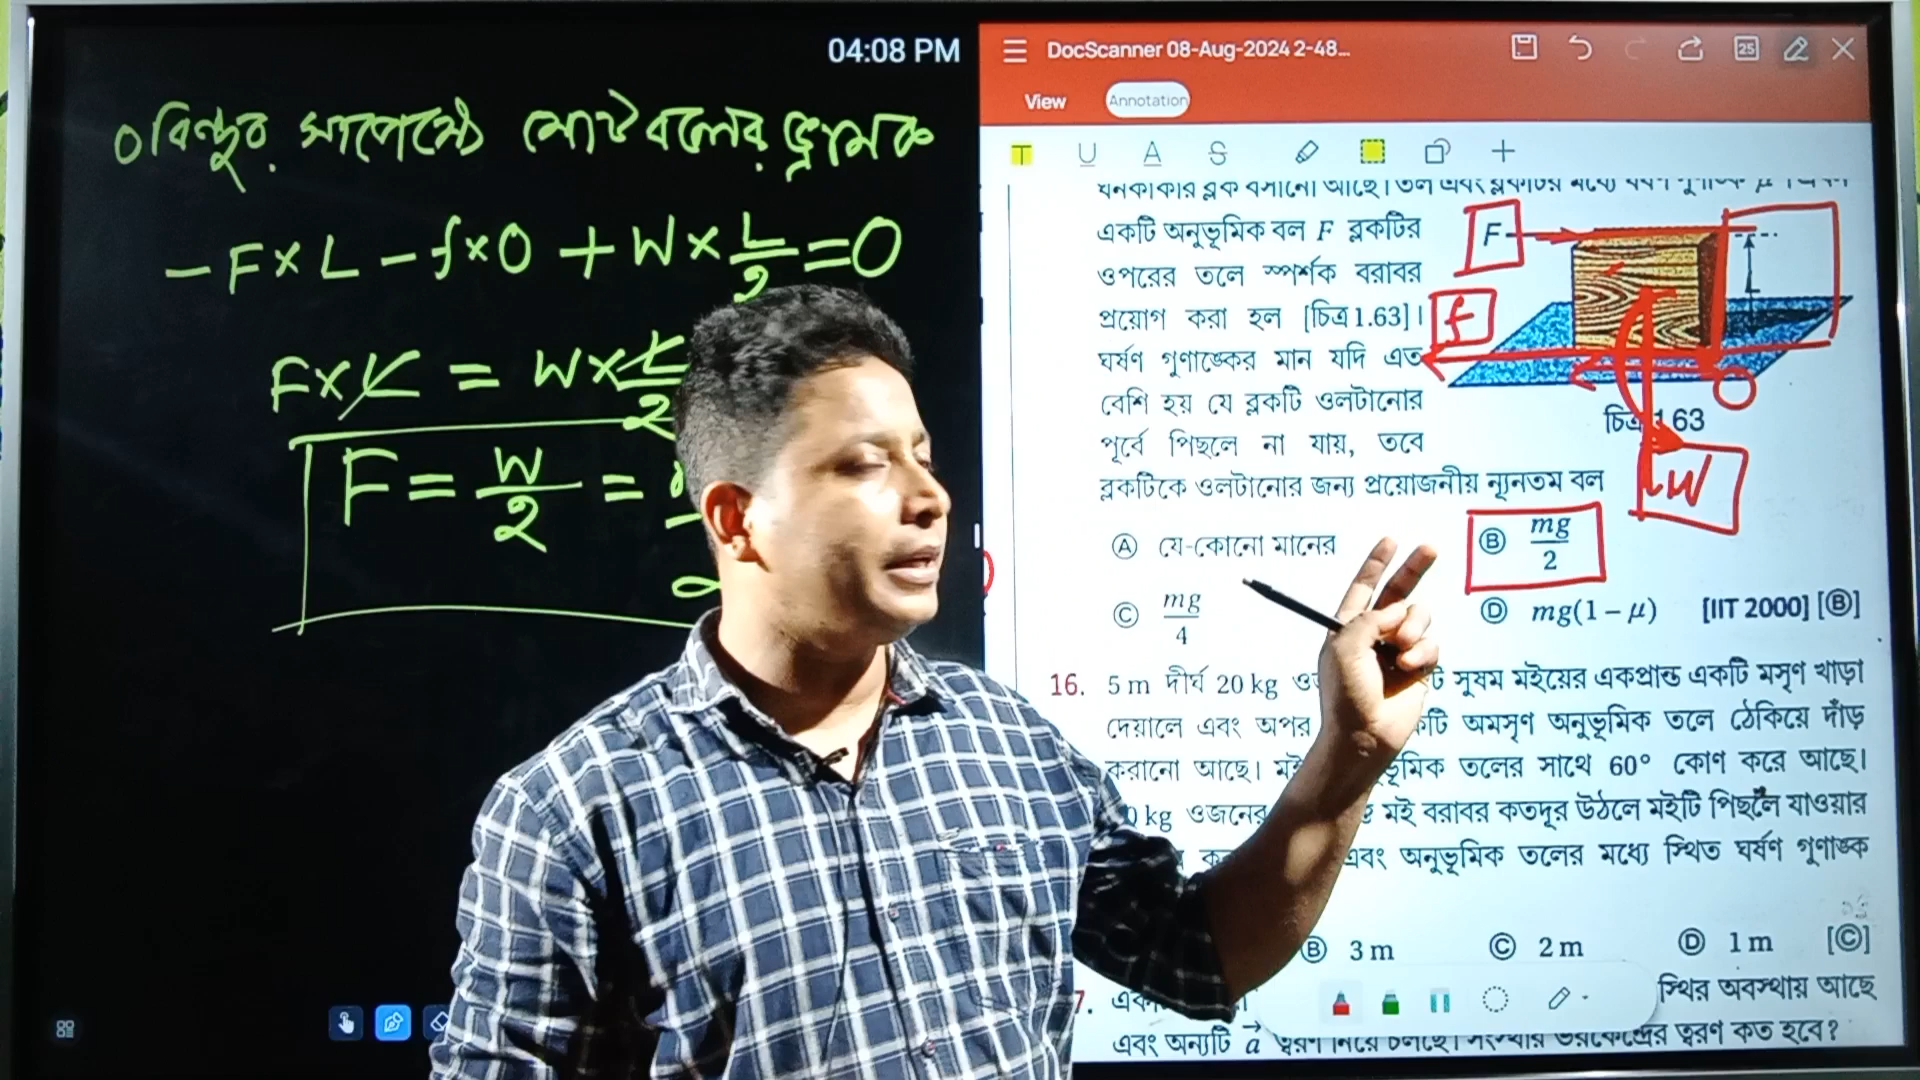 04:08 PM
O বিন্দুর সাপেক্ষে মোট বলের ভ্রামক
− F × L − f × 0 + W × L/2 = 0
F × L = W × L/2
F = W/2 =
DocScanner 08-Aug-2024 2-48...
25
View
Annotation
T U A S
একটি অনুভূমিক বল F ব্লকটির
ওপরের তলে স্পর্শক বরাবর
প্রয়োগ করা হল [চিত্র 1.63]।
ঘর্ষণ গুণাঙ্কের মান যদি এত
বেশি হয় যে ব্লকটি ওলটানোর
পূর্বে পিছলে না যায়, তবে
ব্লকটিকে ওলটানোর জন্য প্রয়োজনীয় ন্যূনতম বল
F
f
L
O
চিত্র 1.63
W
Ⓐ যে-কোনো মানের Ⓑ mg/2
Ⓒ mg/4 Ⓓ mg(1 − μ) [IIT 2000] [Ⓑ]
16. 5 m দীর্ঘ 20 kg সুষম মইয়ের একপ্রান্ত একটি মসৃণ খাড়া
দেয়ালে এবং অপর অমসৃণ অনুভূমিক তলে ঠেকিয়ে দাঁড়
করানো আছে। তলের সাথে 60° কোণ করে আছে।
kg ওজনের মই বরাবর কতদূর উঠলে মইটি পিছলে যাওয়ার
এবং অনুভূমিক তলের মধ্যে স্থিত ঘর্ষণ গুণাঙ্ক
Ⓑ 3 m Ⓒ 2 m Ⓓ 1 m [Ⓒ]
7. স্থির অবস্থায় আছে
এবং অন্যটি a ত্বরণ নিয়ে চলছে। সংস্থার ভরকেন্দ্রের ত্বরণ কত হবে?